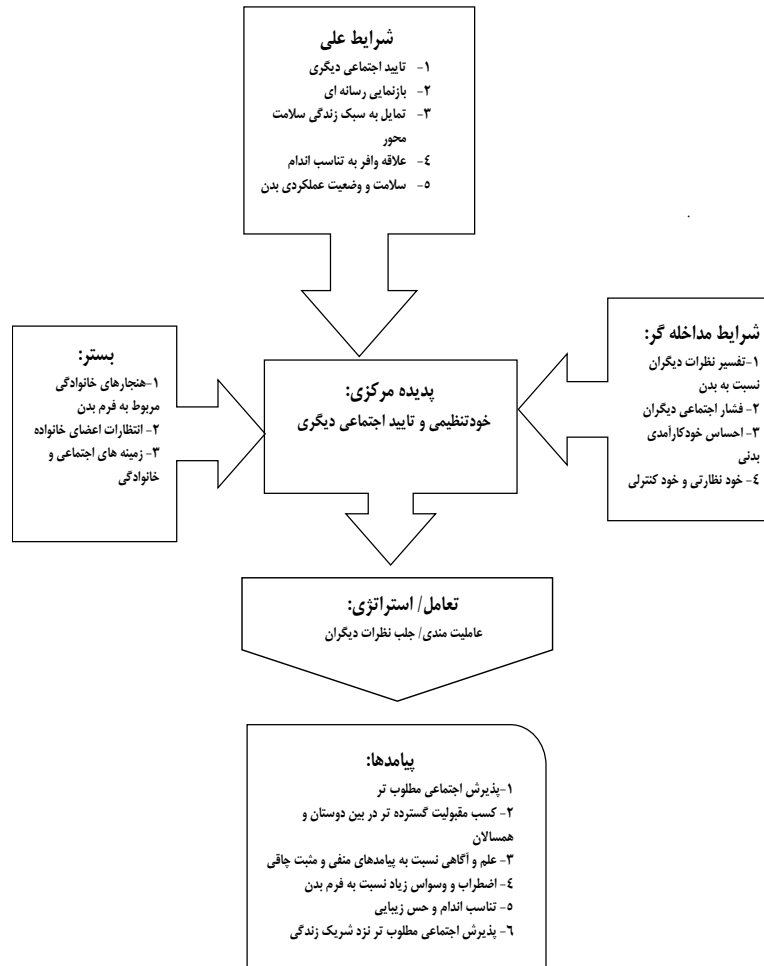 شرایط علی
۱- تایید اجتماعی دیگری
۲- بازنمایی رسانه ای
۳- تمایل به سبک زندگی سلامت
محور
٤- علاقه وافر به تناسب اندام
٥- سلامت و وضعیت عملکردی بدن
شرایط مداخله گر:
۱-تفسیر نظرات دیگران
نسبت به بدن
۲- فشار اجتماعی دیگران
۳- احساس خودکارآمدی
بدنی
٤- خود نظارتی و خود کنترلی
پدیده مرکزی:
خودتنظیمی و تایید اجتماعی دیگری
بستر:
۱-هنجارهای خانوادگی
مربوط به فرم بدن
۲- انتظارات اعضای خانواده
۳- زمینه های اجتماعی و
خانوادگی
تعامل/ استراتژی:
عاملیت مندی/ جلب نظرات دیگران
پیامدها:
۱-پذیرش اجتماعی مطلوب تر
۲- کسب مقبولیت گسترده تر در بین دوستان و
همسالان
۳- علم و آگاهی نسبت به پیامدهای منفی و مثبت چاقی
٤- اضطراب و وسواس زیاد نسبت به فرم بدن
٥- تناسب اندام و حس زیبایی
٦- پذیرش اجتماعی مطلوب تر نزد شریک زندگی